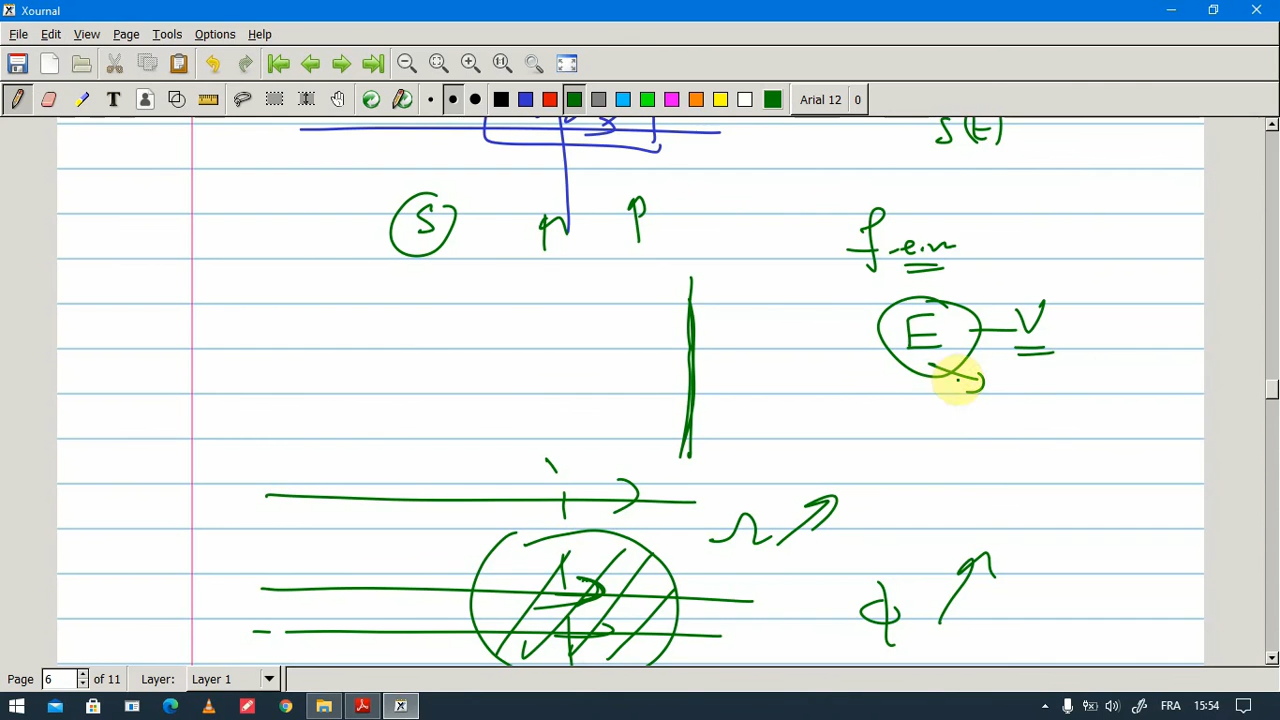 Xournal
File Edit View Page Tools Options Help
Arial 12 0
S(t)
S
f.e.m
E V
Φ
Page 6 of 11 Layer: Layer 1
FRA 15:54